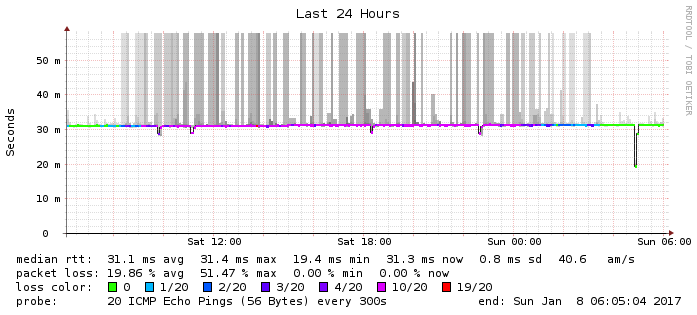 Last 24 Hours
RRDTOOL / TOBI OETIKER
Seconds
50 m
40 m
30 m
20 m
10 m
0
Sat 12:00 Sat 18:00 Sun 00:00 Sun 06:00
median rtt: 31.1 ms avg 31.4 ms max 19.4 ms min 31.3 ms now 0.8 ms sd 40.6 am/s
packet loss: 19.86 % avg 51.47 % max 0.00 % min 0.00 % now
loss color: 0 1/20 2/20 3/20 4/20 10/20 19/20
probe: 20 ICMP Echo Pings (56 Bytes) every 300s end: Sun Jan 8 06:05:04 2017